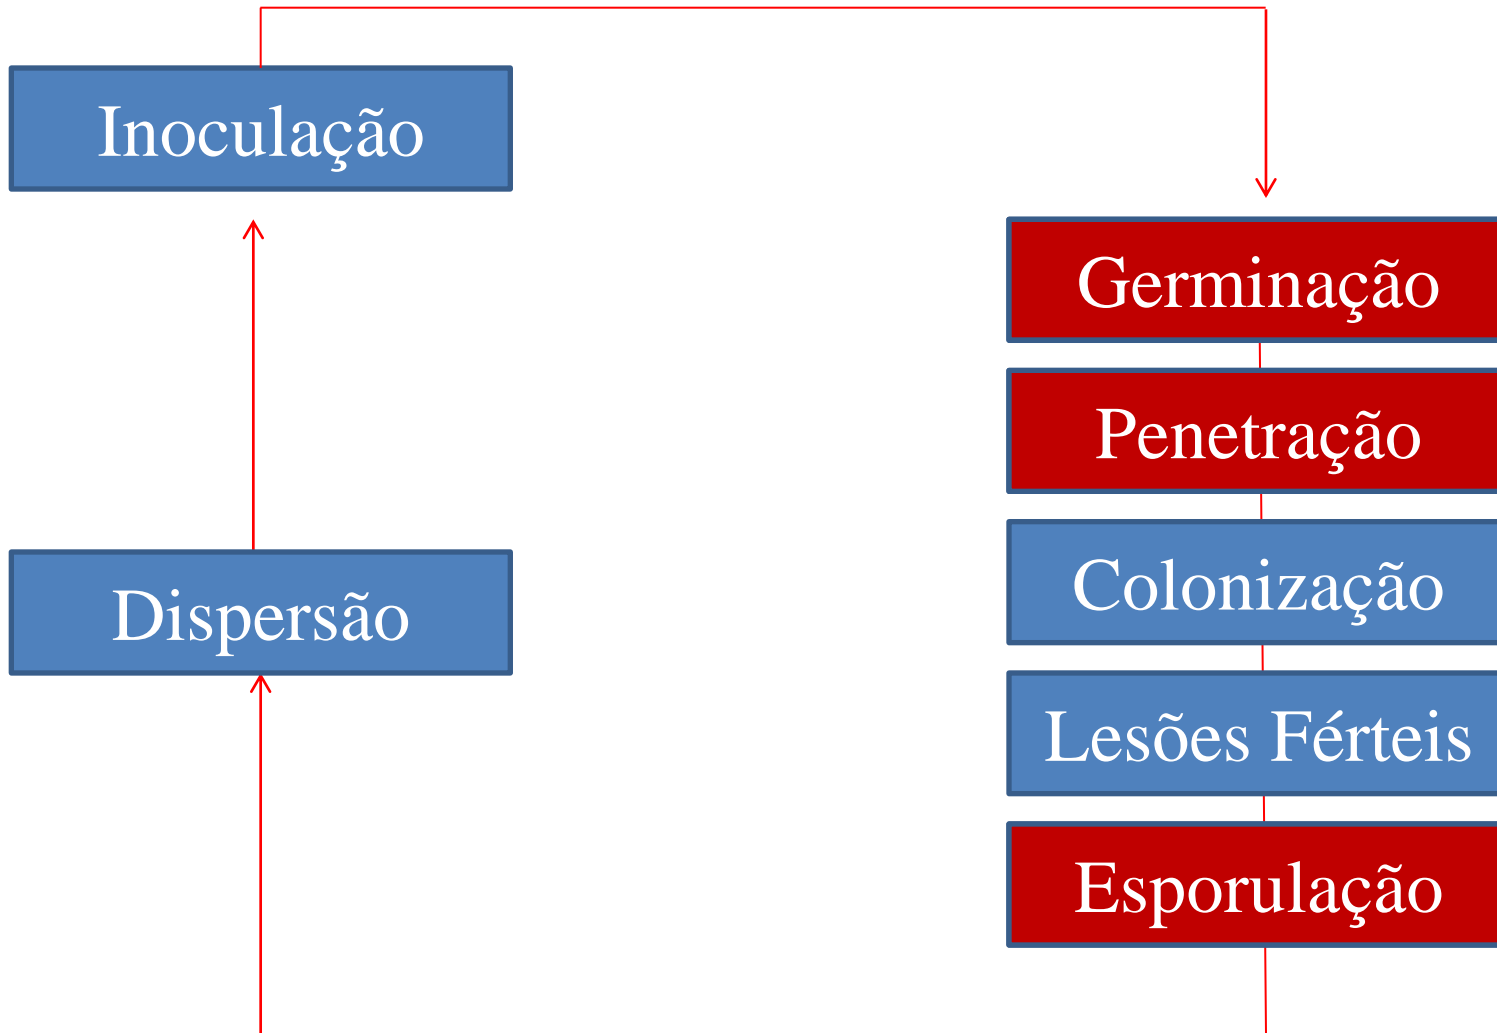 Inoculação
Germinação
Penetração
Colonização
Dispersão
Lesões Férteis
Esporulação